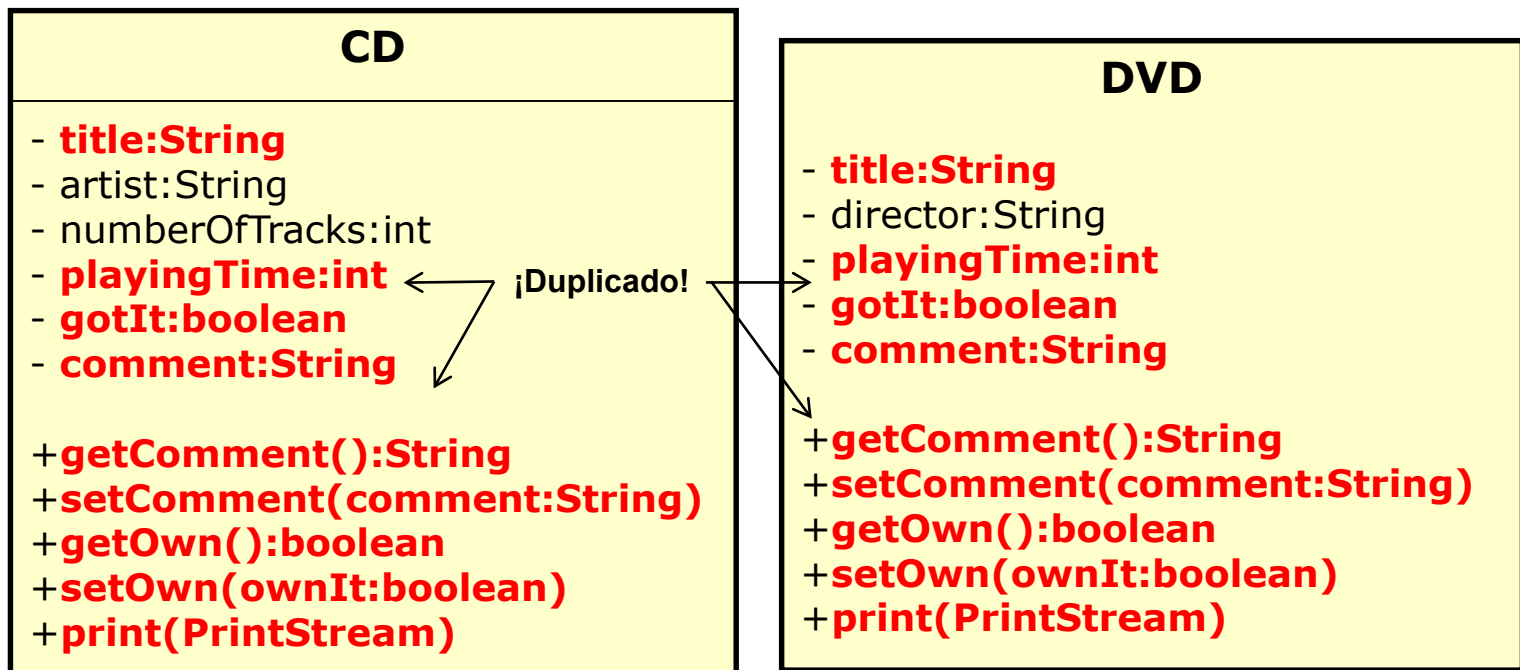 CD
- title:String
- artist:String
- numberOfTracks:int
- playingTime:int
- gotIt:boolean
- comment:String
+getComment():String
+setComment(comment:String)
+getOwn():boolean
+setOwn(ownIt:boolean)
+print(PrintStream)
¡Duplicado!
DVD
- title:String
- director:String
- playingTime:int
- gotIt:boolean
- comment:String
+getComment():String
+setComment(comment:String)
+getOwn():boolean
+setOwn(ownIt:boolean)
+print(PrintStream)